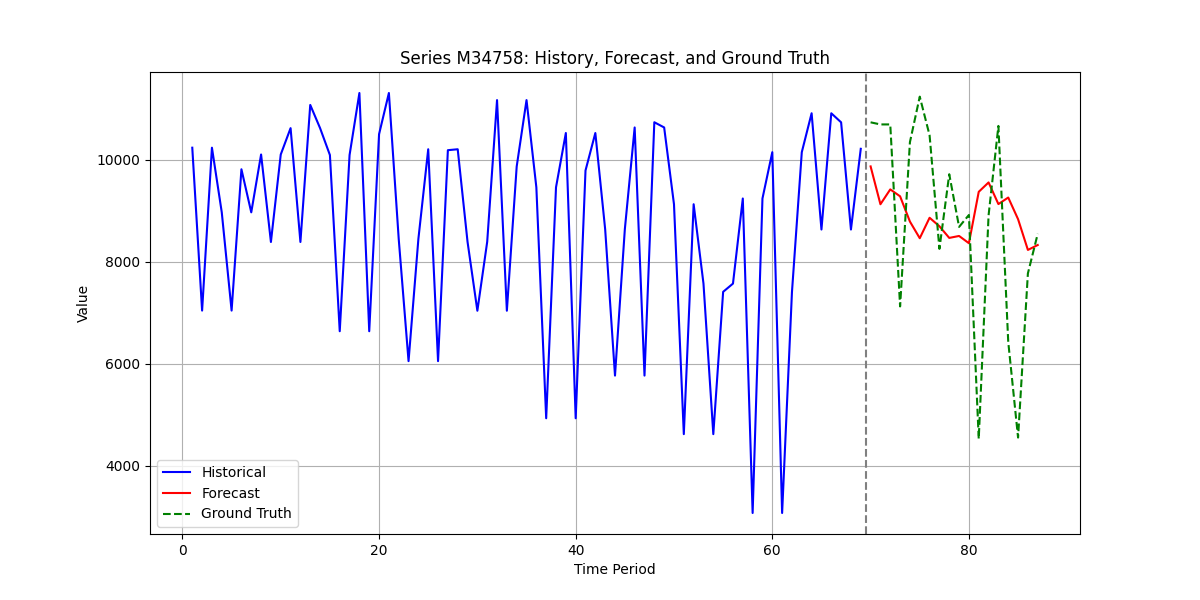 Series M34758: History, Forecast, and Ground Truth
10000
8000
6000
4000
Value
Historical
Forecast
Ground Truth
0
20
40
60
80
Time Period